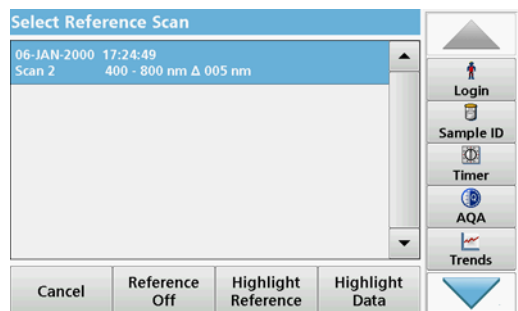 Select Reference Scan
06-JAN-2000 17:24:49
Scan 2 400 - 800 nm Δ 005 nm
Login
Sample ID
Timer
AQA
Trends
Cancel
Reference
Off
Highlight
Reference
Highlight
Data